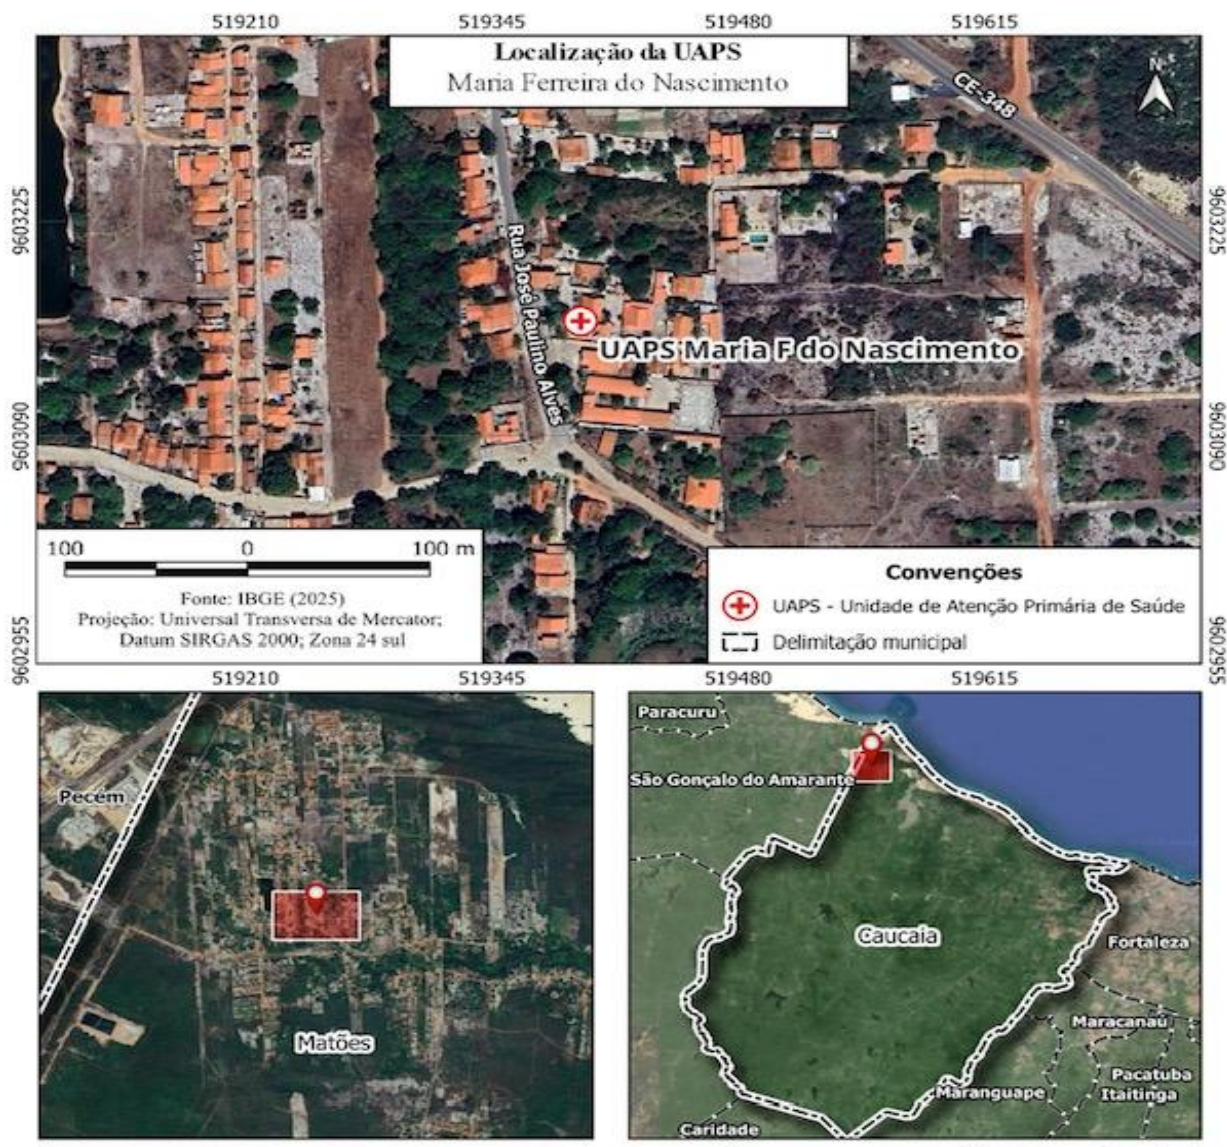 519210 519345 519480 519615
Localização da UAPS
Maria Ferreira do Nascimento
N
CE-348
9603225
9603225
Rua José Paulino Alves
UAPS Maria F do Nascimento
9603090
9603090
100 0 100 m
Fonte: IBGE (2025)
Projeção: Universal Transversa de Mercator;
Datum SIRGAS 2000; Zona 24 sul
Convenções
UAPS - Unidade de Atenção Primária de Saúde
Delimitação municipal
9602955
9602955
519210 519345 519480 519615
Pecém
Matões
Paracuru
São Gonçalo do Amarante
Caucaia
Fortaleza
Maracanaú
Pacatuba
Maranguape
Itaitinga
Caridade